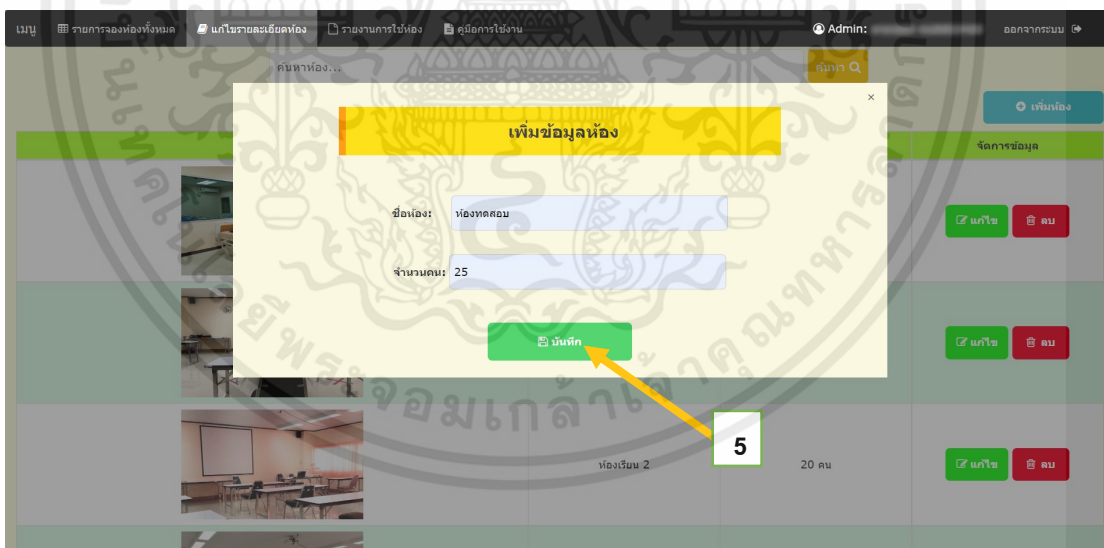 เมนู รายการจองห้องทั้งหมด แก้ไขรายละเอียดห้อง รายงานการใช้ห้อง คู่มือการใช้งาน Admin: ออกจากระบบ
ค้นหาห้อง... ค้นหา
×
เพิ่มห้อง
เพิ่มข้อมูลห้อง
จัดการข้อมูล
ชื่อห้อง: ห้องทดสอบ
แก้ไข ลบ
จำนวนคน: 25
บันทึก
แก้ไข ลบ
5
ห้องเรียน 2 20 คน แก้ไข ลบ